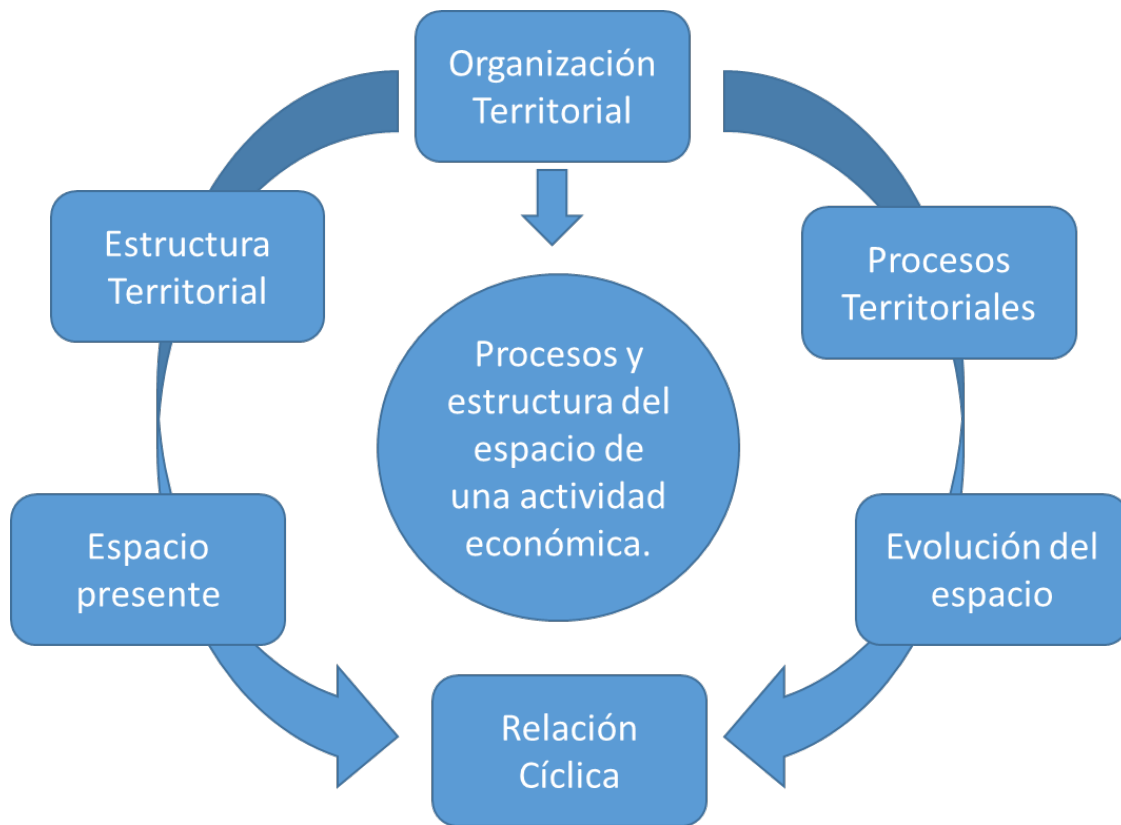 Organización
Territorial
Estructura
Territorial
Procesos
Territoriales
Procesos y
estructura del
espacio de
una actividad
económica.
Espacio
presente
Evolución del
espacio
Relación
Cíclica